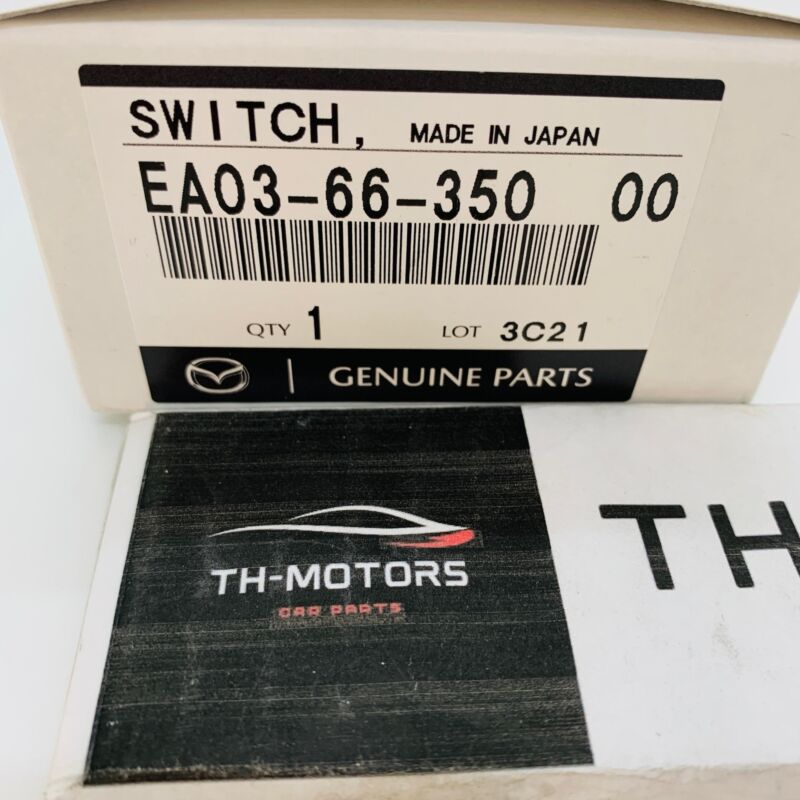 SWITCH, MADE IN JAPAN
EA03-66-350 00
QTY 1 LOT 3C21
GENUINE PARTS
TH-MOTORS
CAR PARTS
TH